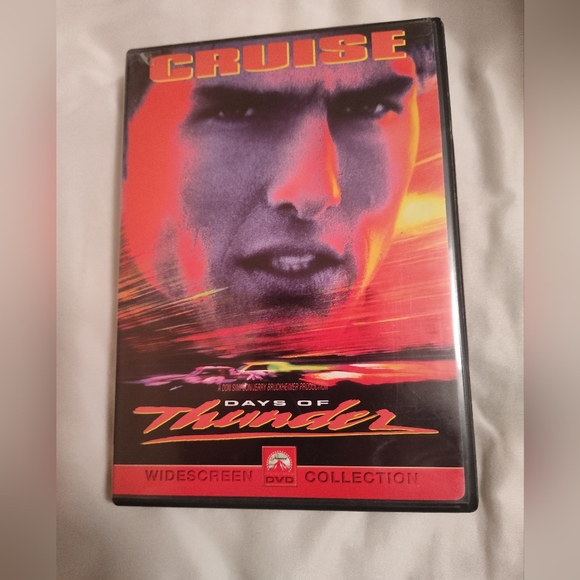 CRUISE
A DON SIMPSON/JERRY BRUCKHEIMER PRODUCTION
DAYS OF
Thunder
WIDESCREEN COLLECTION
DVD